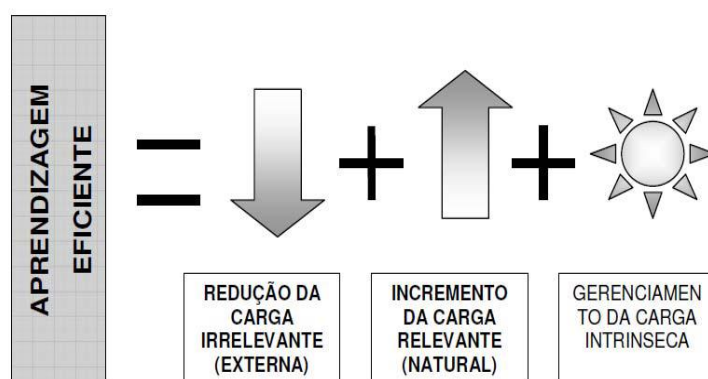 APRENDIZAGEM
EFICIENTE
REDUÇÃO DA
CARGA
IRRELEVANTE
(EXTERNA)
INCREMENTO
DA CARGA
RELEVANTE
(NATURAL)
GERENCIAMEN
TO DA CARGA
INTRINSECA